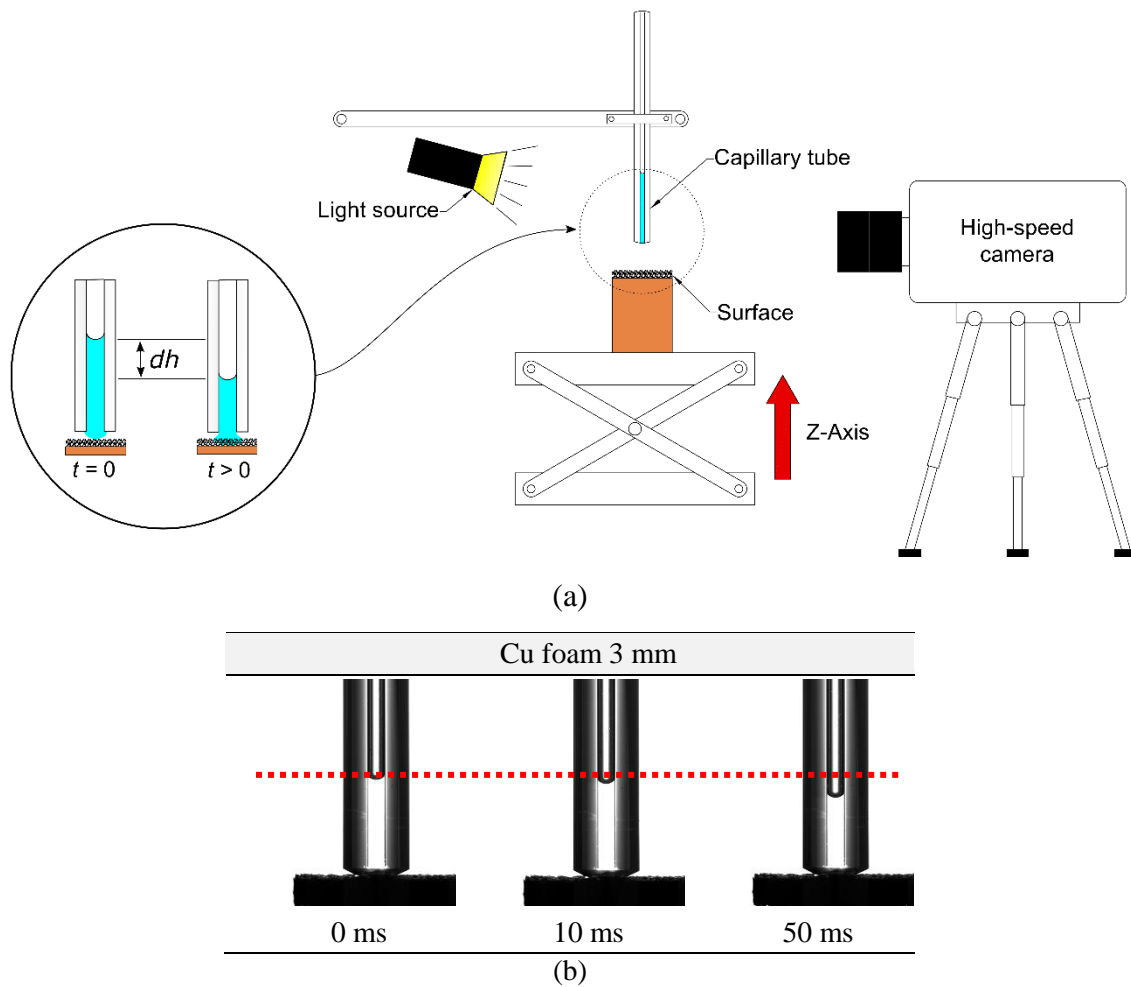 Capillary tube
Light source
High-speed
camera
Surface
dh
Z-Axis
t = 0
t > 0
(a)
Cu foam 3 mm
0 ms
10 ms
50 ms
(b)